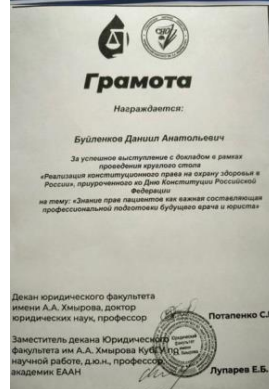 Грамота
Награждается:
Буйленков Даниил Анатольевич
За успешное выступление с докладом в рамках
проведения круглого стола
«Реализация конституционного права на охрану здоровья в
России», приуроченного ко Дню Конституции Российской
Федерации
на тему: «Знание прав пациентов как важная составляющая
профессиональной подготовки будущего врача и юриста»
Декан юридического факультета
имени А.А. Хмырова, доктор
юридических наук, профессор
Потапенко С.
Заместитель декана Юридического
факультета им А.А. Хмырова КубГУ по
научной работе, д.ю.н., профессор,
академик ЕААН
Лупарев Е.Б.